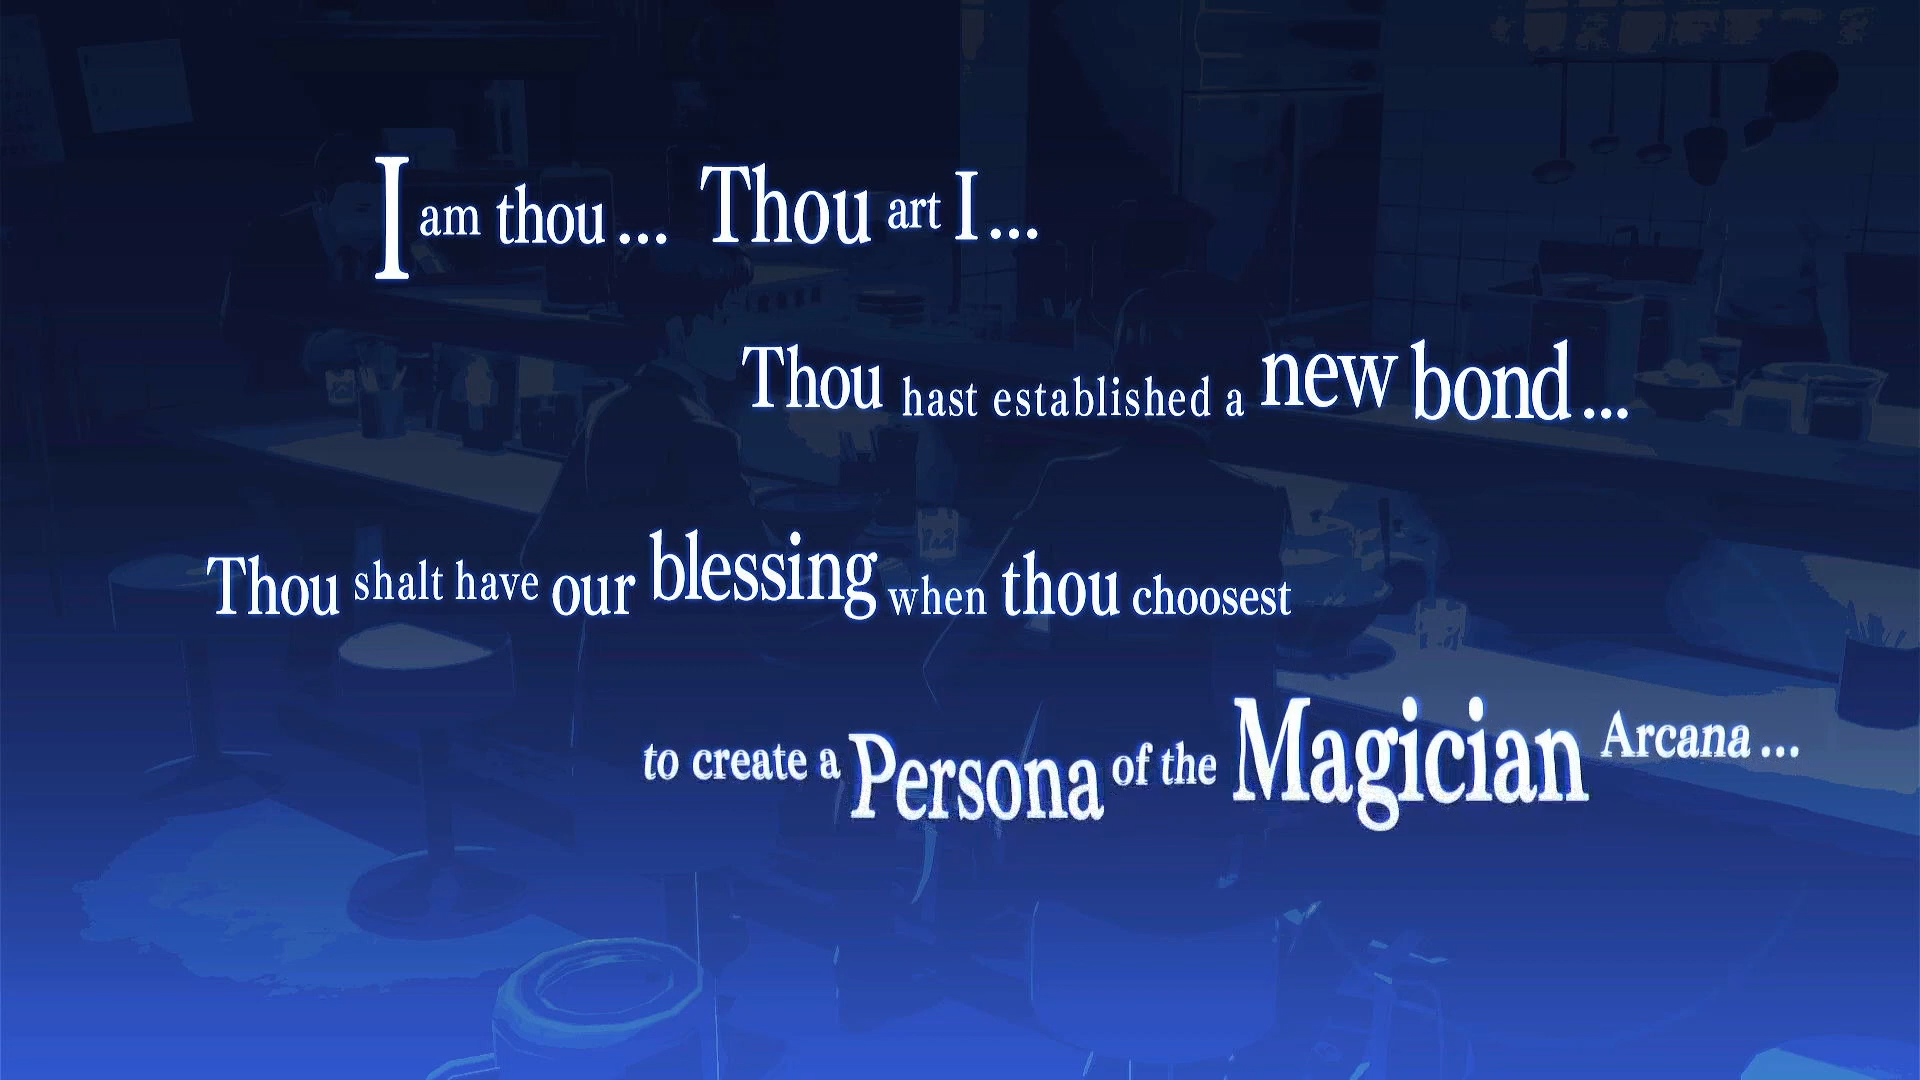 I am thou... Thou art I...
Thou hast established a new bond...
Thou shalt have our blessing when thou choosest
to create a Persona of the Magician Arcana...